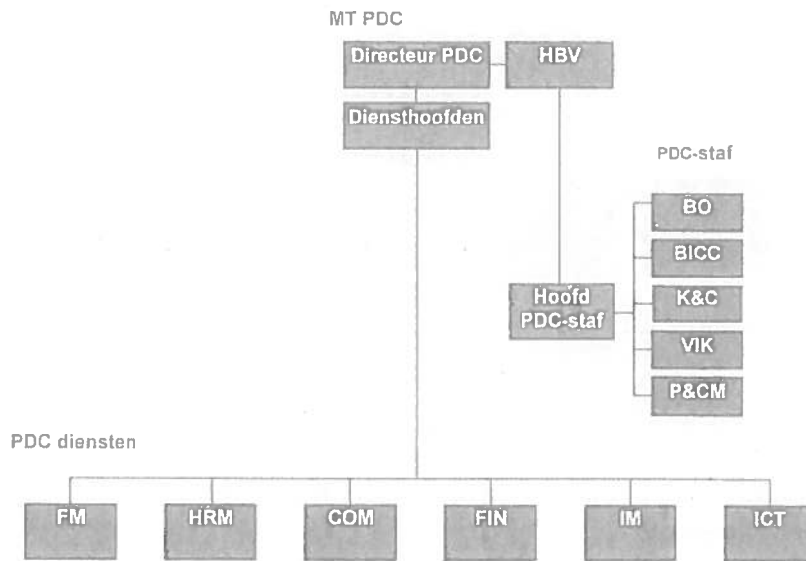 MT PDC
Directeur PDC
HBV
Diensthoofden
PDC-staf
BO
BICC
Hoofd
PDC-staf
K&C
VIK
P&CM
PDC diensten
FM
HRM
COM
FIN
IM
ICT